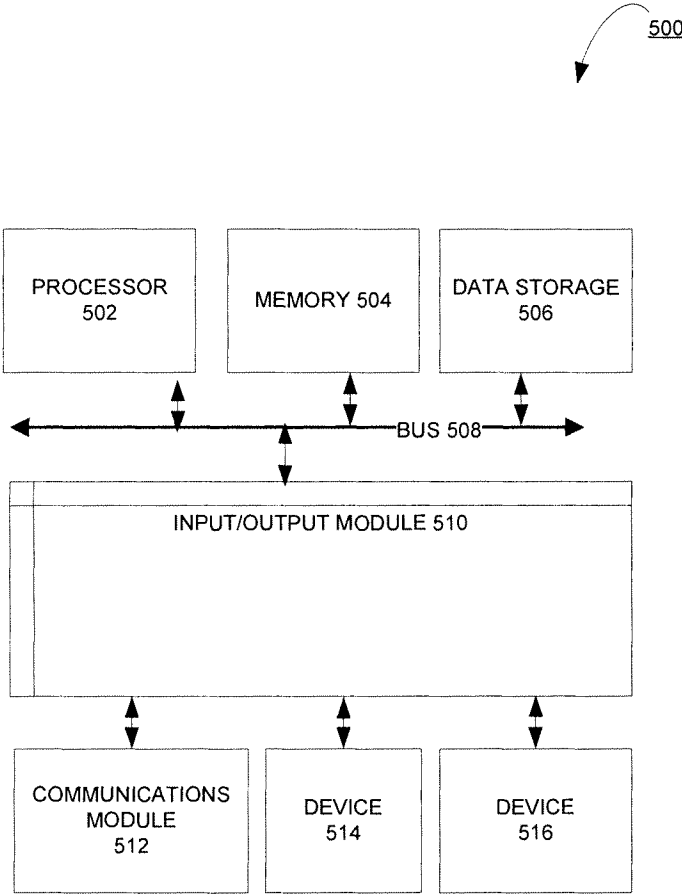 500
PROCESSOR
502
MEMORY 504
DATA STORAGE
506
BUS 508
INPUT/OUTPUT MODULE 510
COMMUNICATIONS
MODULE
512
DEVICE
514
DEVICE
516